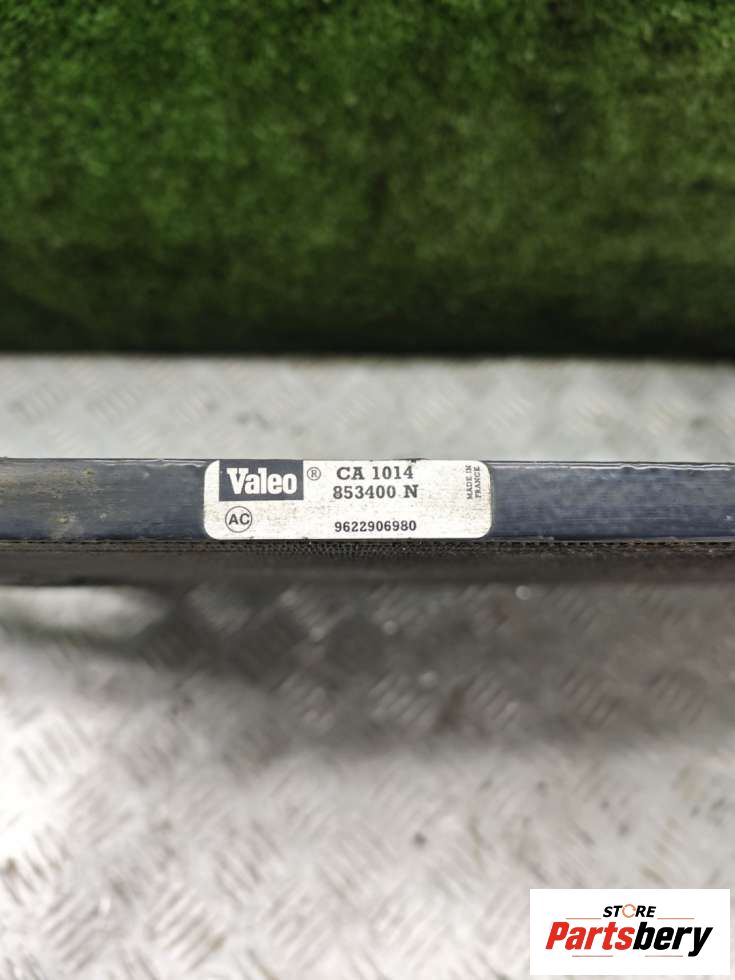 Valeo ® CA 1014
853400 N
MADE IN
FRANCE
AC
9622906980
STORE
Partsbery